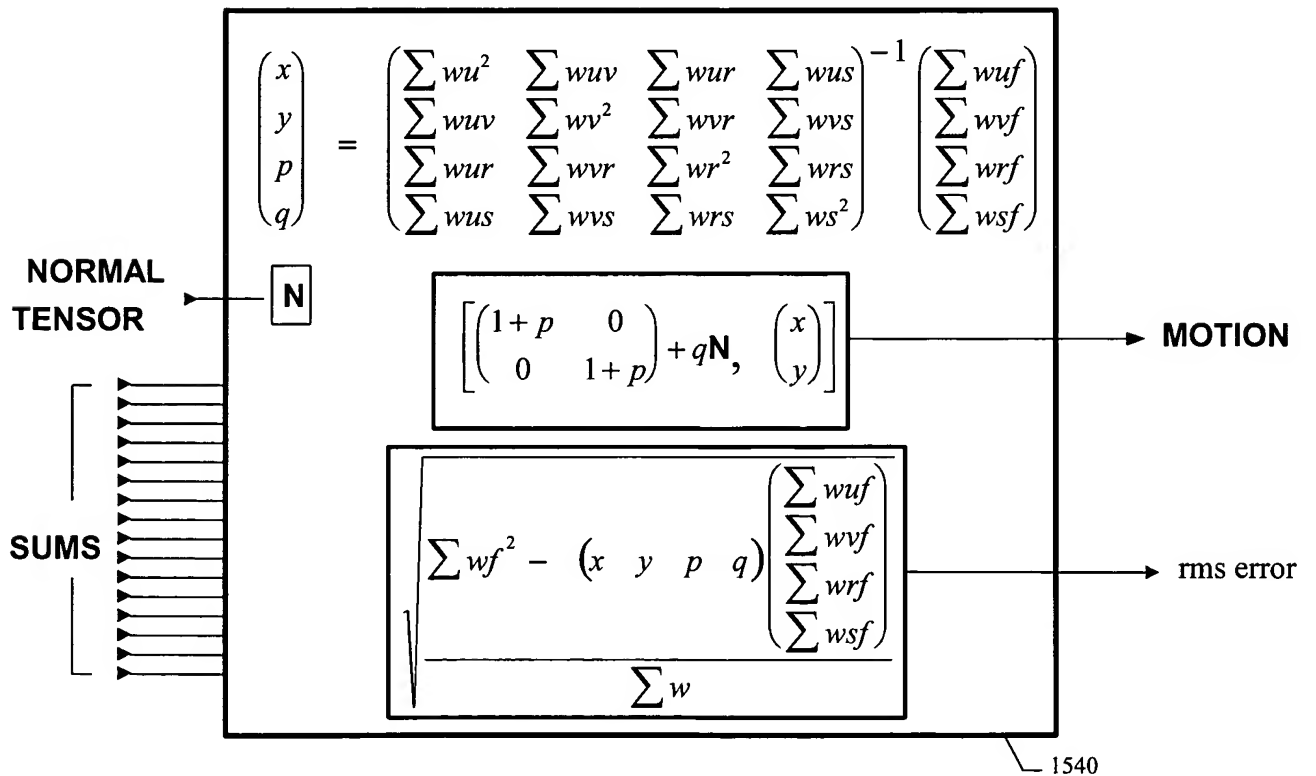 (x y p q) = (∑wu² ∑wuv ∑wur ∑wus
∑wuv ∑wv² ∑wvr ∑wvs
∑wur ∑wvr ∑wr² ∑wrs
∑wus ∑wvs ∑wrs ∑ws²)⁻¹ (∑wuf ∑wvf ∑wrf ∑wsf)
NORMAL
TENSOR
N
[(1+p 0
0 1+p) + qN, (x y)]
MOTION
SUMS
√ ∑wf² − (x y p q) (∑wuf ∑wvf ∑wrf ∑wsf)
∑w
rms error
1540